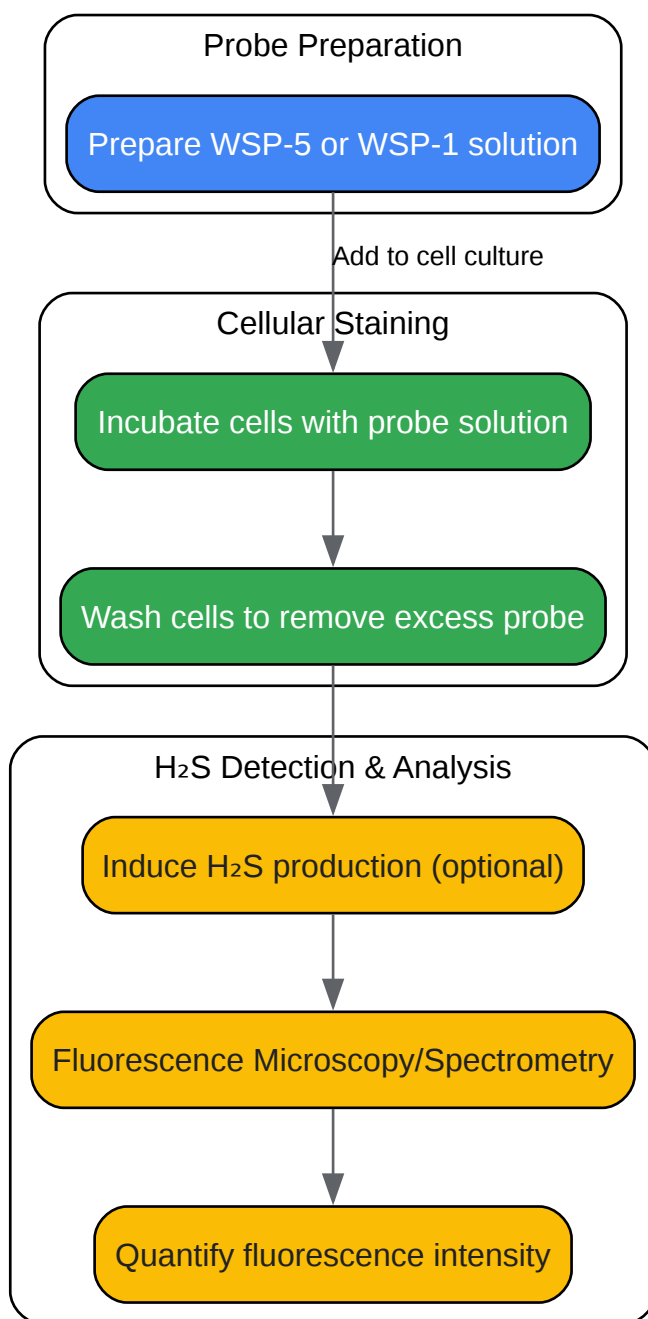 Probe Preparation
Prepare WSP-5 or WSP-1 solution
Add to cell culture
Cellular Staining
Incubate cells with probe solution
Wash cells to remove excess probe
H₂S Detection & Analysis
Induce H₂S production (optional)
Fluorescence Microscopy/Spectrometry
Quantify fluorescence intensity